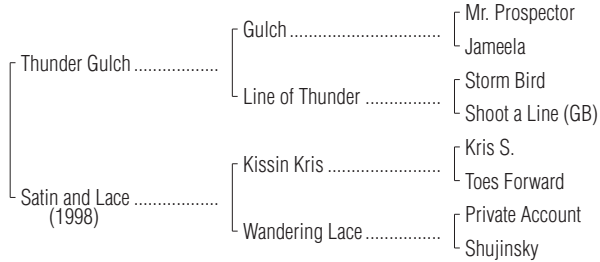 Mr. Prospector
Gulch................................
Jameela
Thunder Gulch ..................
Storm Bird
Line of Thunder ................
Shoot a Line (GB)
Kris S.
Kissin Kris .........................
Toes Forward
Satin and Lace ..................
(1998)
Private Account
Wandering Lace................
Shujinsky